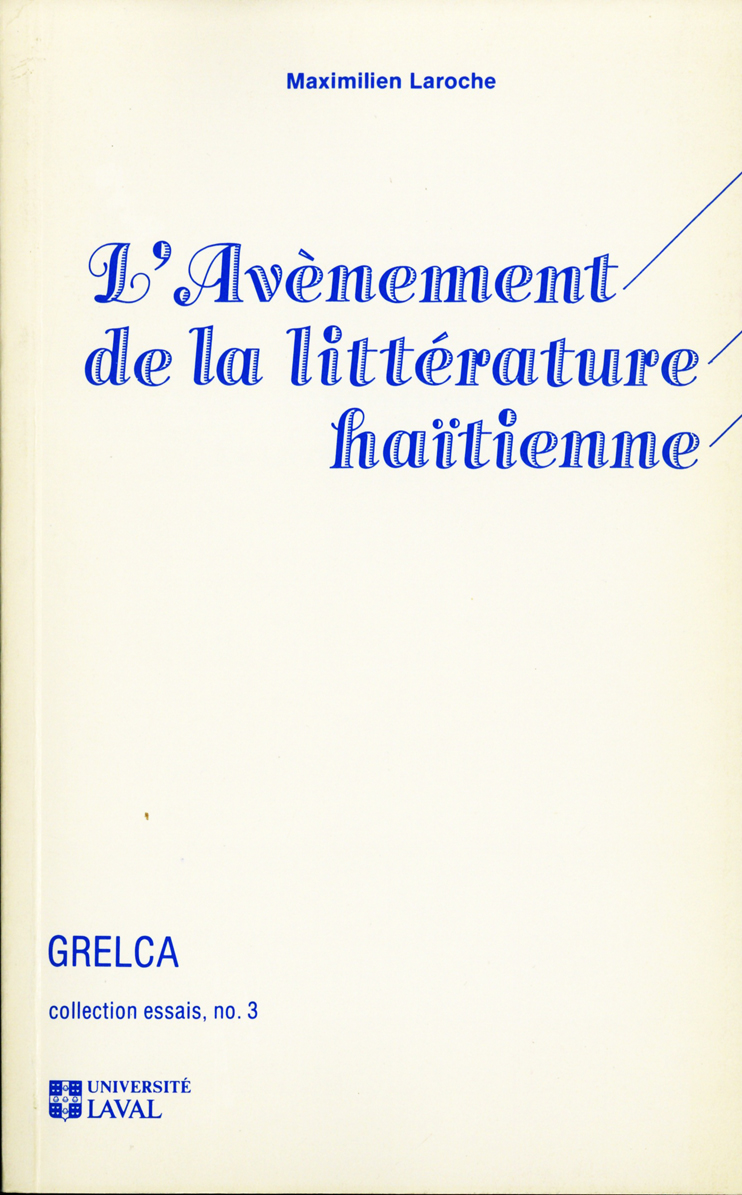 Maximilien Laroche
L'Avènement
de la littérature
haïtienne
GRELCA
collection essais, no. 3
UNIVERSITÉ
LAVAL